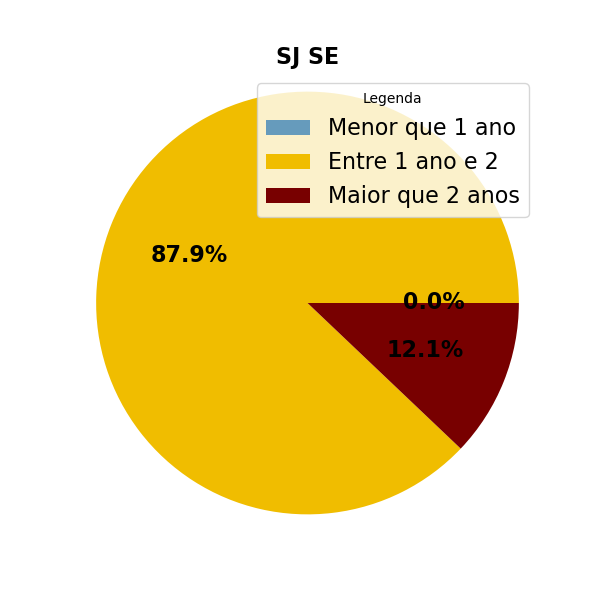 SJ SE
Legenda
Menor que 1 ano
Entre 1 ano e 2
Maior que 2 anos
87.9%
0.0%
12.1%